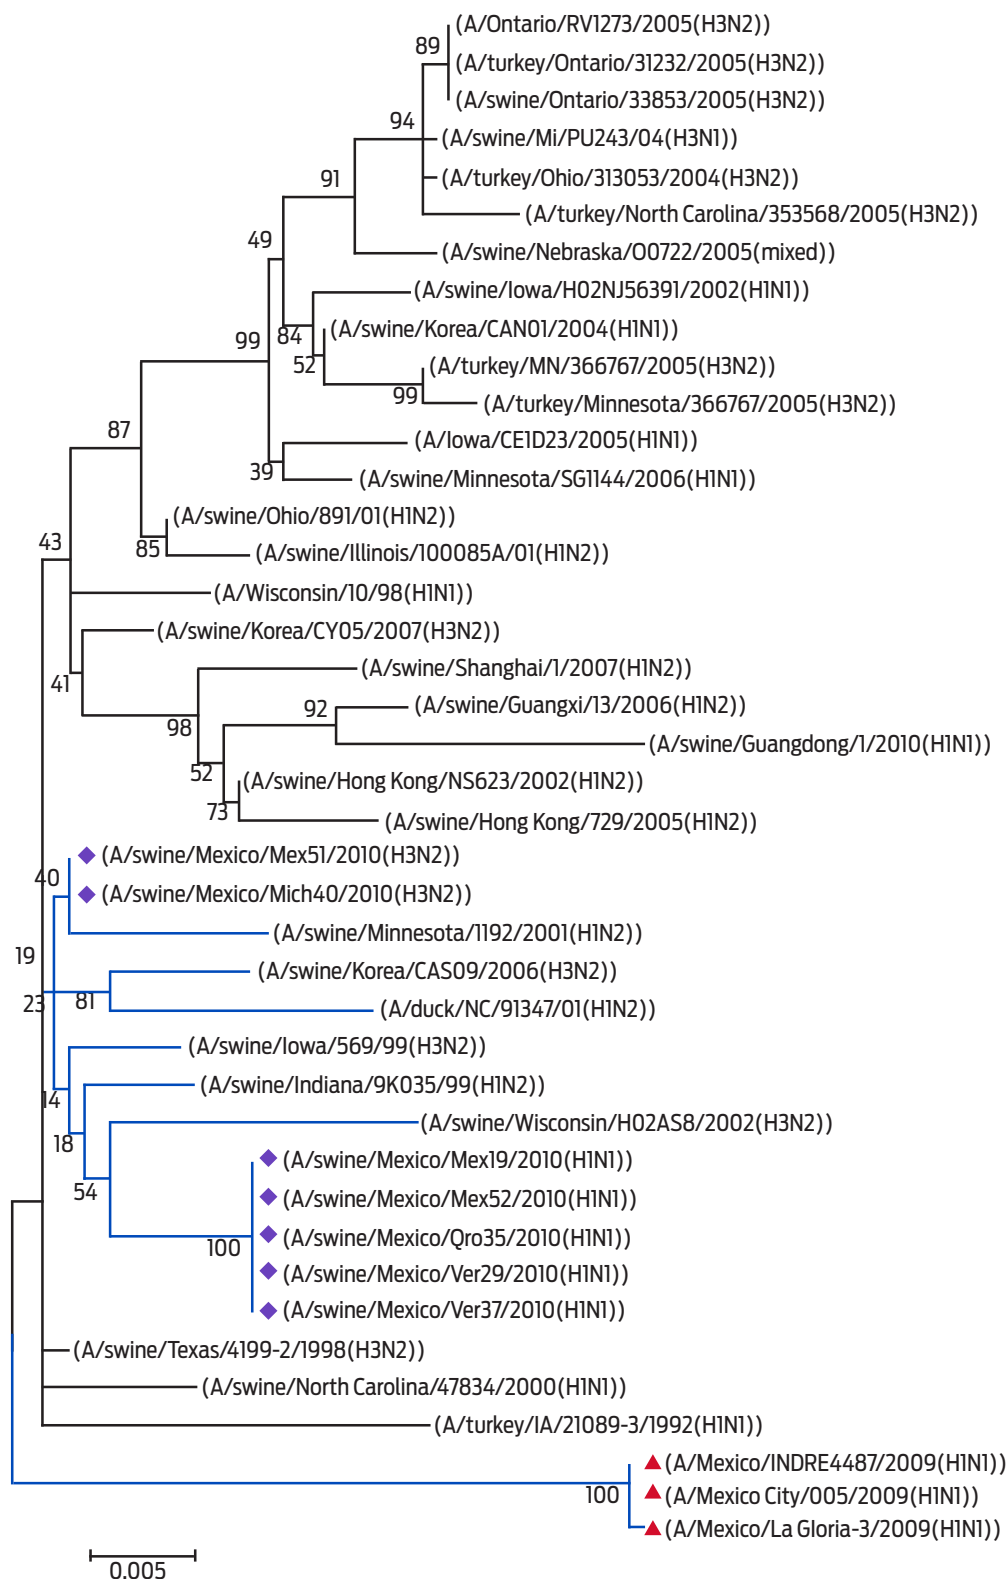 (A/Ontario/RV1273/2005(H3N2))
89
(A/turkey/Ontario/31232/2005(H3N2))
(A/swine/Ontario/33853/2005(H3N2))
94
(A/swine/Mi/PU243/04(H3N1))
(A/turkey/Ohio/313053/2004(H3N2))
91
(A/turkey/North Carolina/353568/2005(H3N2))
49
(A/swine/Nebraska/00722/2005(mixed))
(A/swine/Iowa/H02NJ56391/2002(H1N1))
(A/swine/Korea/CAN01/2004(H1N1))
84
99
52
(A/turkey/MN/366767/2005(H3N2))
99
(A/turkey/Minnesota/366767/2005(H3N2))
87
(A/Iowa/CE1D23/2005(H1N1))
39
(A/swine/Minnesota/SG1144/2006(H1N1))
(A/swine/Ohio/891/01(H1N2))
43
85
(A/swine/Illinois/100085A/01(H1N2))
(A/Wisconsin/10/98(H1N1))
(A/swine/Korea/CY05/2007(H3N2))
41
(A/swine/Shanghai/1/2007(H1N2))
92
(A/swine/Guangxi/13/2006(H1N2))
98
(A/swine/Guangdong/1/2010(H1N1))
52
(A/swine/Hong Kong/NS623/2002(H1N2))
73
(A/swine/Hong Kong/729/2005(H1N2))
(A/swine/Mexico/Mex51/2010(H3N2))
40
(A/swine/Mexico/Mich40/2010(H3N2))
(A/swine/Minnesota/1192/2001(H1N2))
19
(A/swine/Korea/CAS09/2006(H3N2))
23
81
(A/duck/NC/91347/01(H1N2))
(A/swine/Iowa/569/99(H3N2))
14
(A/swine/Indiana/9K035/99(H1N2))
18
(A/swine/Wisconsin/H02AS8/2002(H3N2))
(A/swine/Mexico/Mex19/2010(H1N1))
54
(A/swine/Mexico/Mex52/2010(H1N1))
100
(A/swine/Mexico/Qro35/2010(H1N1))
(A/swine/Mexico/Ver29/2010(H1N1))
(A/swine/Mexico/Ver37/2010(H1N1))
(A/swine/Texas/4199-2/1998(H3N2))
(A/swine/North Carolina/47834/2000(H1N1))
(A/turkey/IA/21089-3/1992(H1N1))
(A/Mexico/INDRE4487/2009(H1N1))
100
(A/Mexico City/005/2009(H1N1))
(A/Mexico/La Gloria-3/2009(H1N1))
0.005